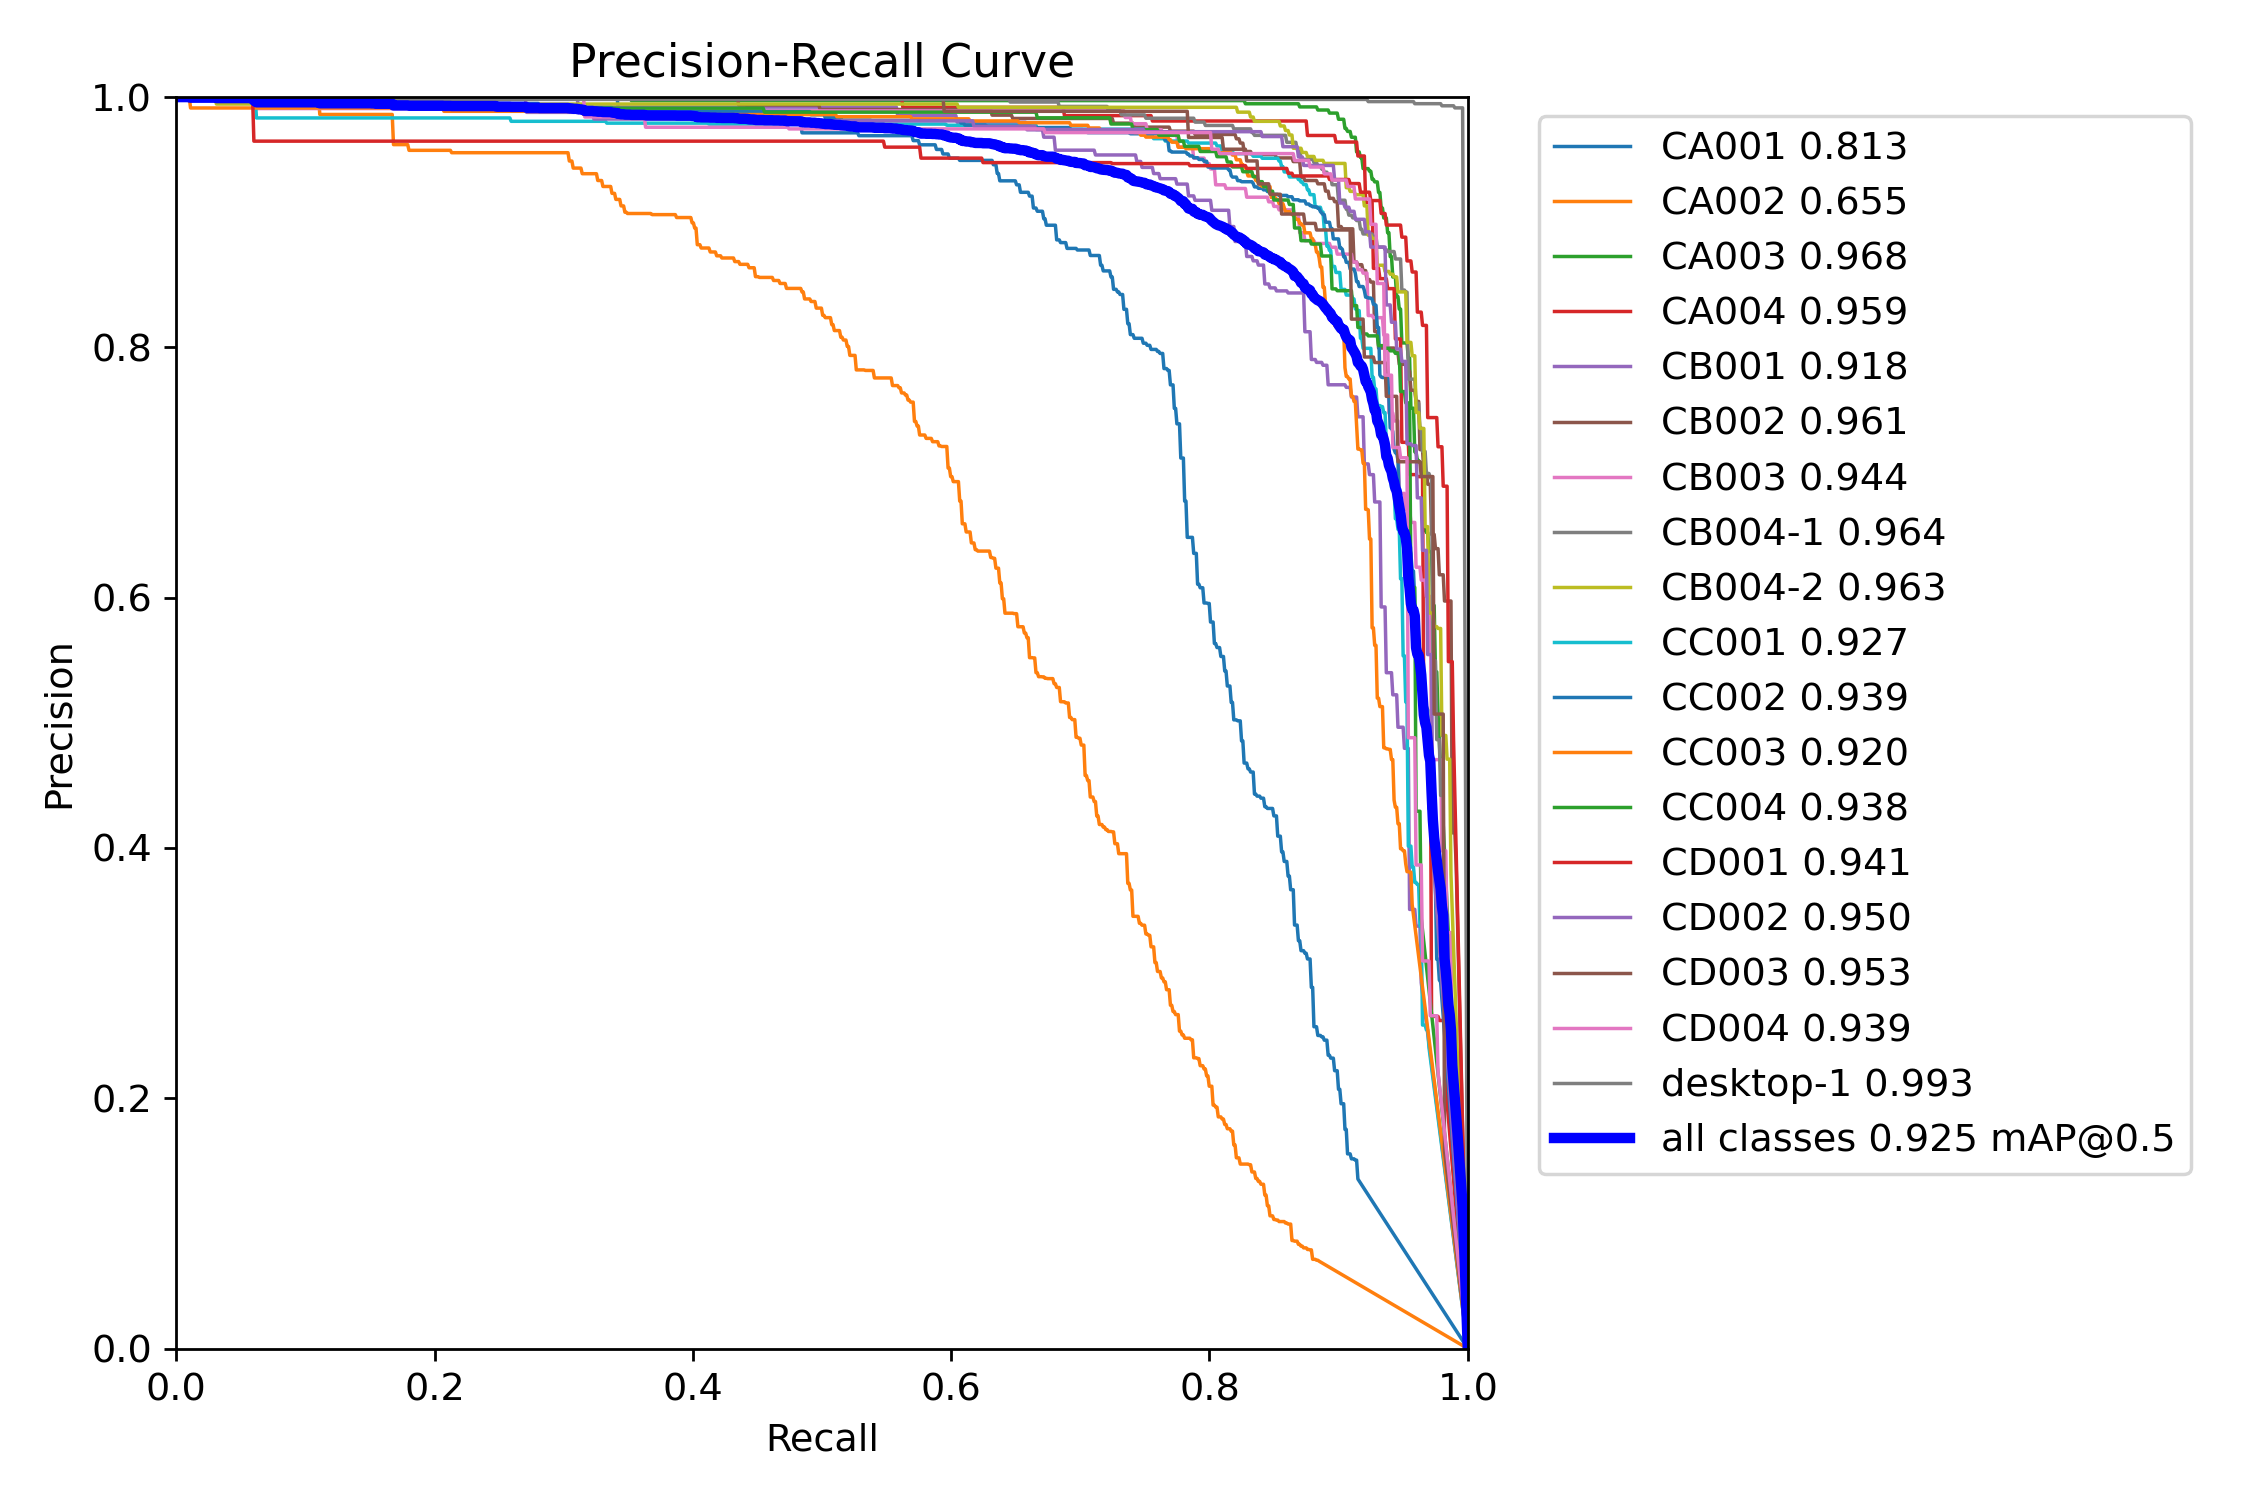 Precision-Recall Curve
1.0
0.8
0.6
0.4
0.2
0.0
Precision
0.0 0.2 0.4 0.6 0.8 1.0
Recall
CA001 0.813
CA002 0.655
CA003 0.968
CA004 0.959
CB001 0.918
CB002 0.961
CB003 0.944
CB004-1 0.964
CB004-2 0.963
CC001 0.927
CC002 0.939
CC003 0.920
CC004 0.938
CD001 0.941
CD002 0.950
CD003 0.953
CD004 0.939
desktop-1 0.993
all classes 0.925 mAP@0.5